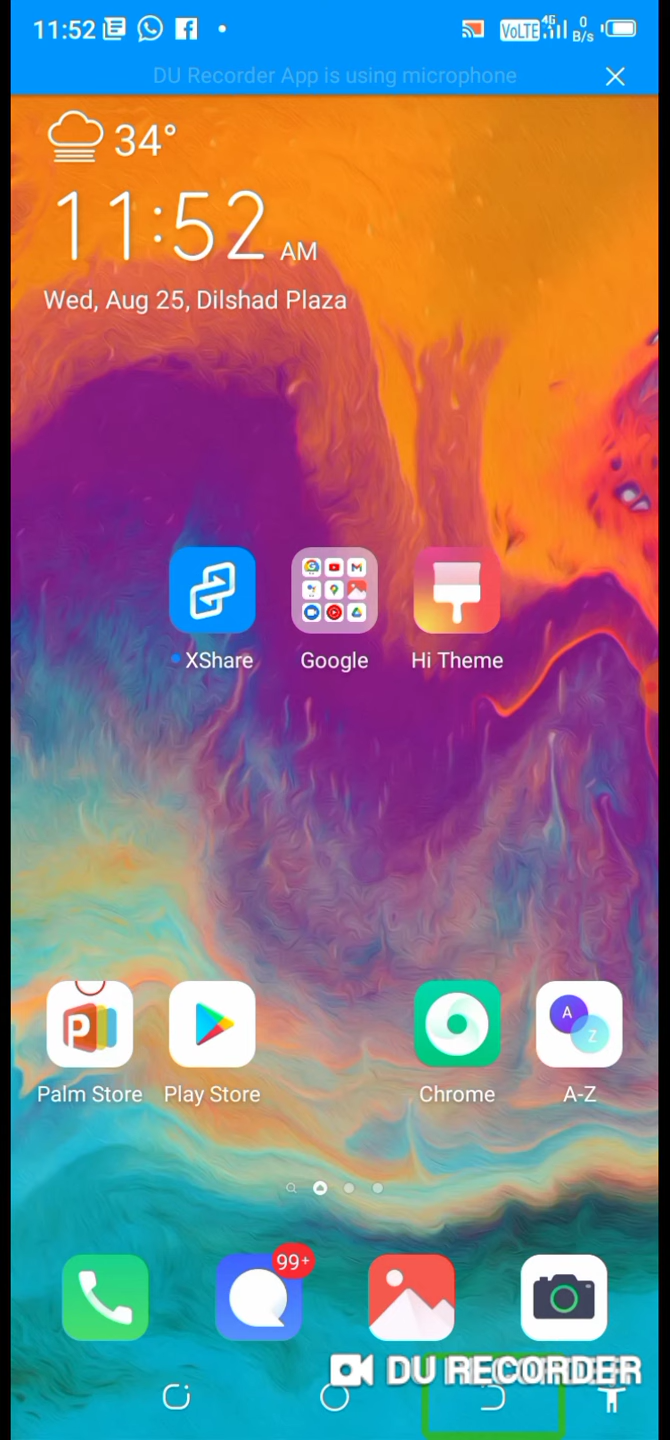 11:52
VoLTE 4G 0 B/s
DU Recorder App is using microphone
34°
11:52 AM
Wed, Aug 25, Dilshad Plaza
XShare
Google
Hi Theme
P
A
Z
Palm Store
Play Store
Chrome
A-Z
99+
DU RECORDER